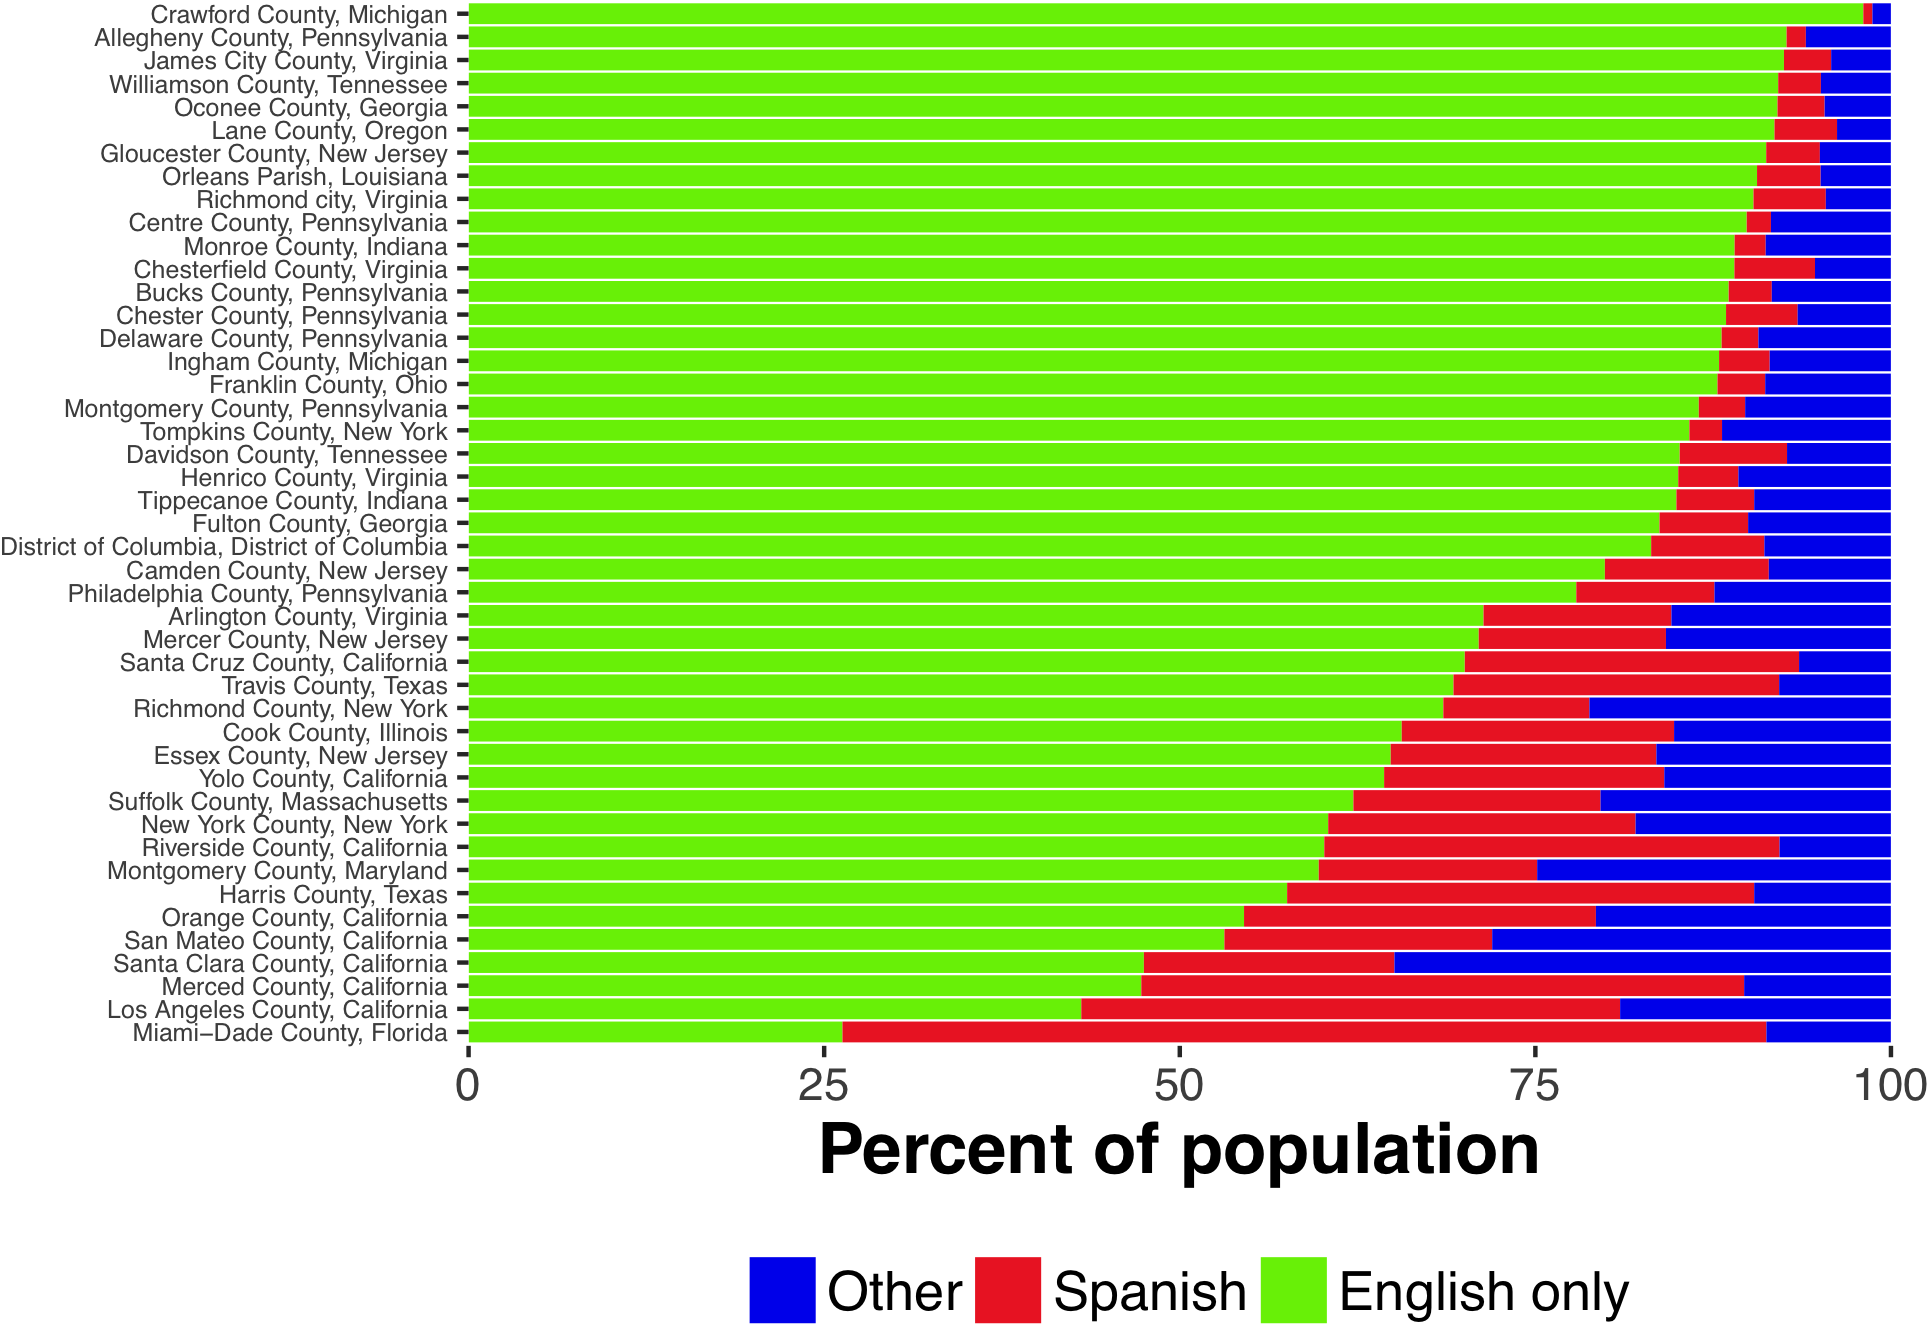 Crawford County, Michigan
Allegheny County, Pennsylvania
James City County, Virginia
Williamson County, Tennessee
Oconee County, Georgia
Lane County, Oregon
Gloucester County, New Jersey
Orleans Parish, Louisiana
Richmond city, Virginia
Centre County, Pennsylvania
Monroe County, Indiana
Chesterfield County, Virginia
Bucks County, Pennsylvania
Chester County, Pennsylvania
Delaware County, Pennsylvania
Ingham County, Michigan
Franklin County, Ohio
Montgomery County, Pennsylvania
Tompkins County, New York
Davidson County, Tennessee
Henrico County, Virginia
Tippecanoe County, Indiana
Fulton County, Georgia
District of Columbia, District of Columbia
Camden County, New Jersey
Philadelphia County, Pennsylvania
Arlington County, Virginia
Mercer County, New Jersey
Santa Cruz County, California
Travis County, Texas
Richmond County, New York
Cook County, Illinois
Essex County, New Jersey
Yolo County, California
Suffolk County, Massachusetts
New York County, New York
Riverside County, California
Montgomery County, Maryland
Harris County, Texas
Orange County, California
San Mateo County, California
Santa Clara County, California
Merced County, California
Los Angeles County, California
Miami−Dade County, Florida
0 25 50 75 100
Percent of population
Other Spanish English only